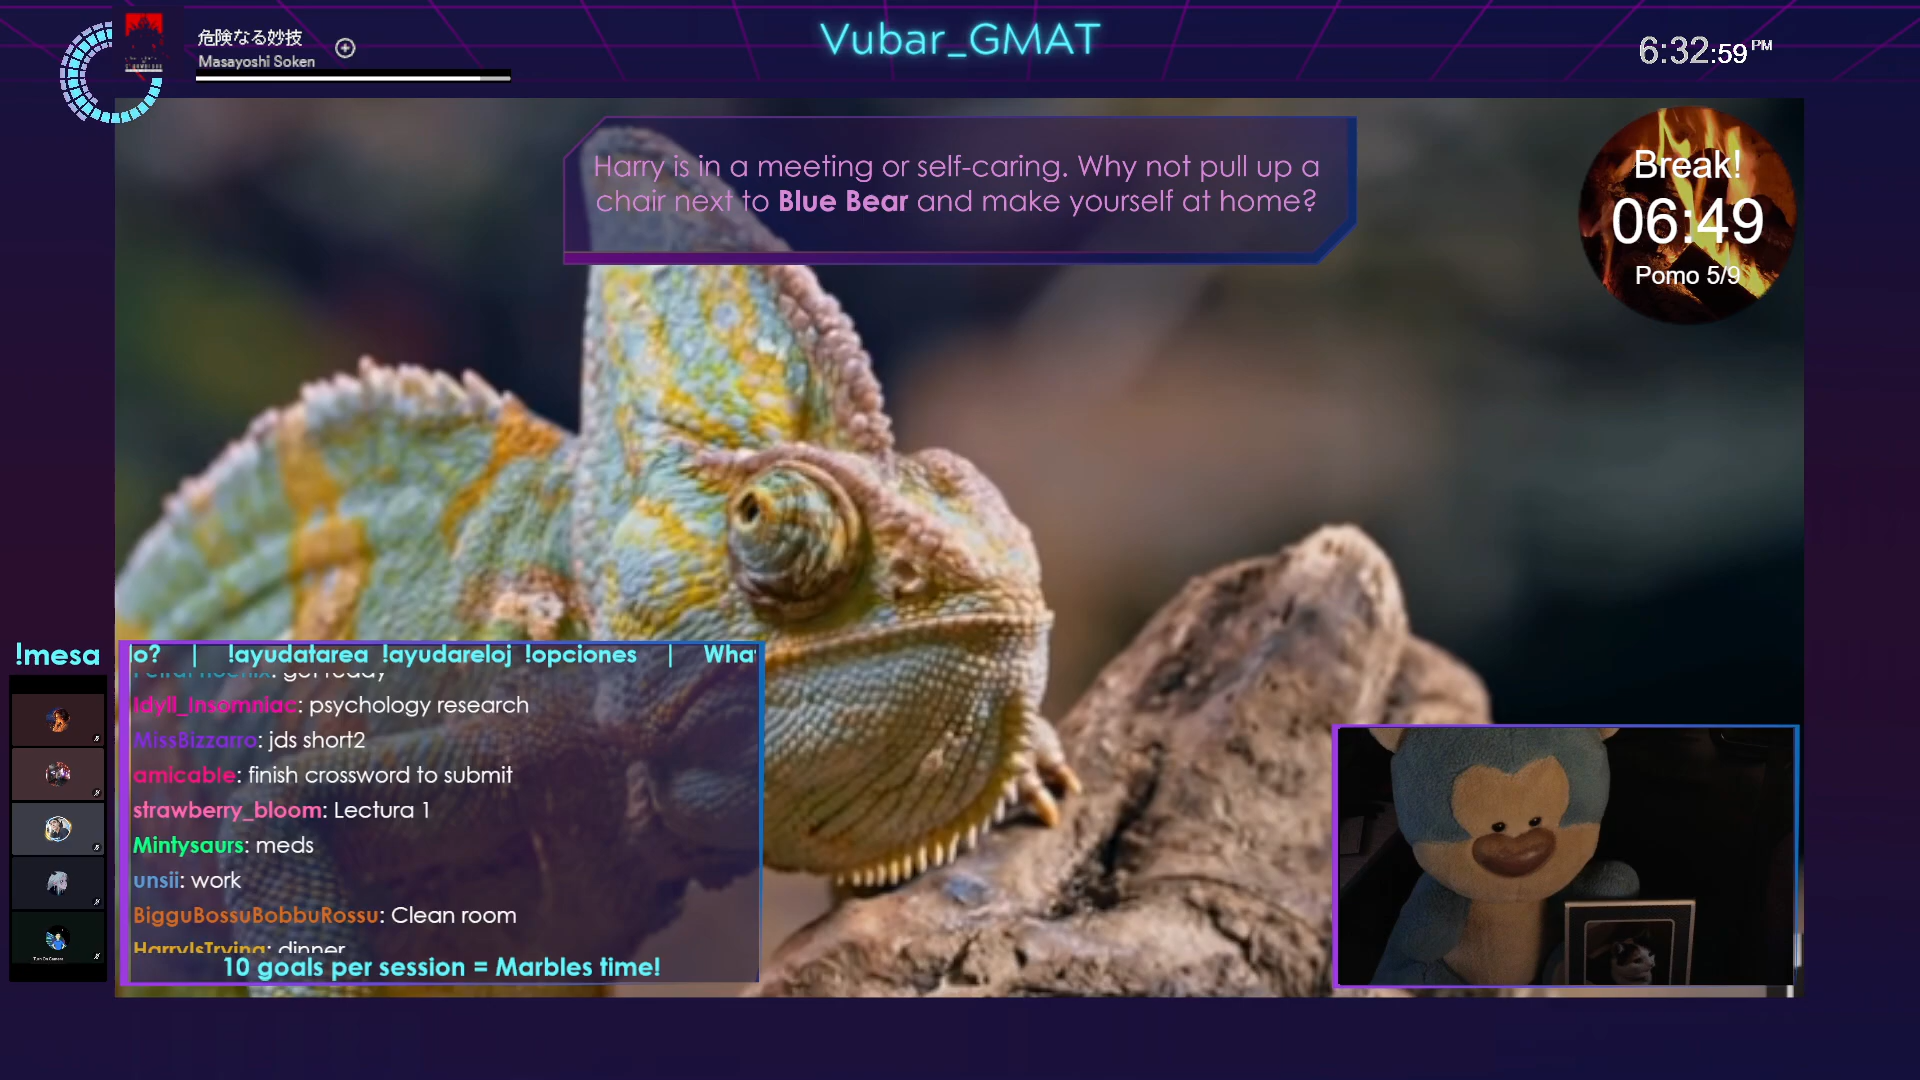 危険なる妙技
Masayoshi Soken
Vubar_GMAT
6:32:59 PM
Harry is in a meeting or self-caring. Why not pull up a
chair next to Blue Bear and make yourself at home?
Break!
06:49
Pomo 5/9
!mesa
lo? | !ayudatarea !ayudareloj !opciones | Wha
: got ready
Idyll_Insomniac: psychology research
MissBizzarro: jds short2
amicable: finish crossword to submit
strawberry_bloom: Lectura 1
Mintysaurs: meds
unsii: work
BigguBossuBobbuRossu: Clean room
HarryIsTrying: dinner
10 goals per session = Marbles time!